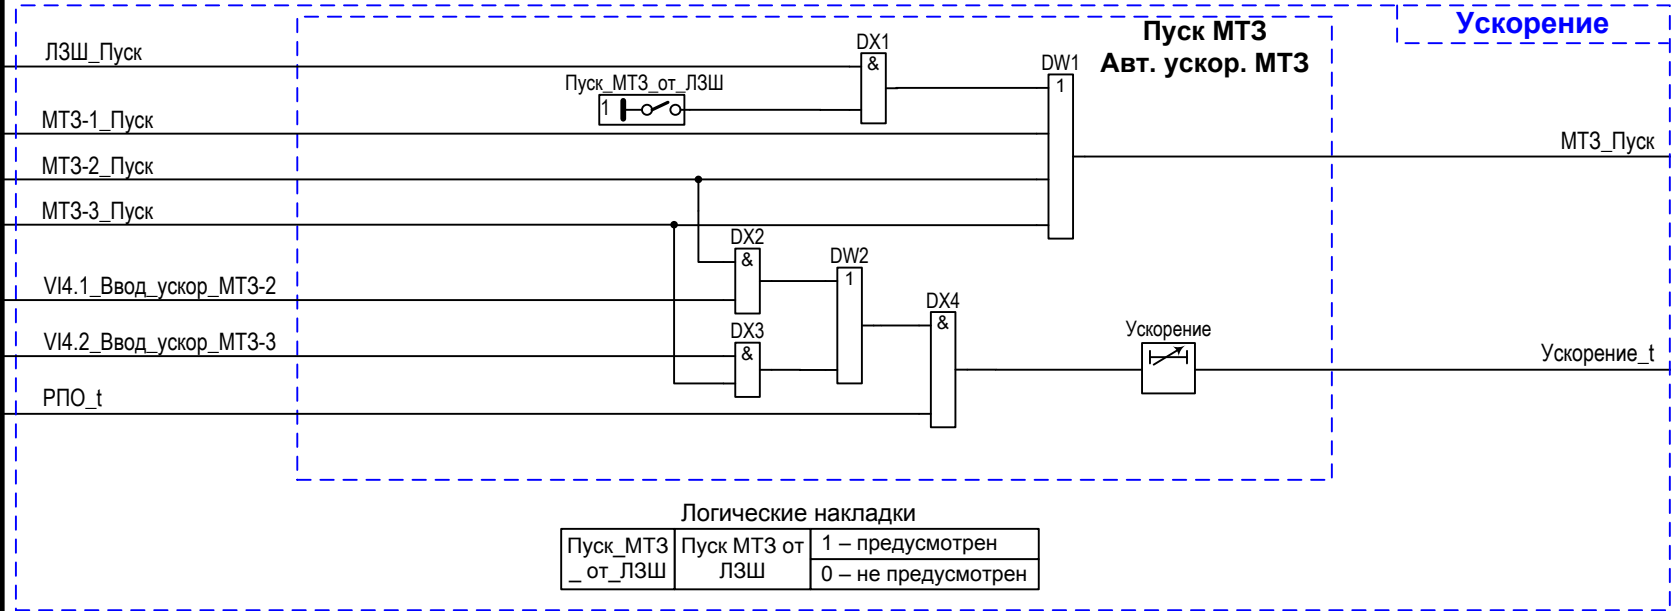 Ускорение
Пуск МТЗ
Авт. ускор. МТЗ
ЛЗШ_Пуск
DX1
&
DW1
1
Пуск_МТЗ_от_ЛЗШ
1
МТЗ-1_Пуск
МТЗ_Пуск
МТЗ-2_Пуск
МТЗ-3_Пуск
DX2
&
DW2
1
VI4.1_Ввод_ускор_МТЗ-2
DX4
&
DX3
&
Ускорение
VI4.2_Ввод_ускор_МТЗ-3
Ускорение_t
РПО_t
Логические накладки
Пуск_МТЗ
_ от_ЛЗШ
Пуск МТЗ от
ЛЗШ
1 – предусмотрен
0 – не предусмотрен